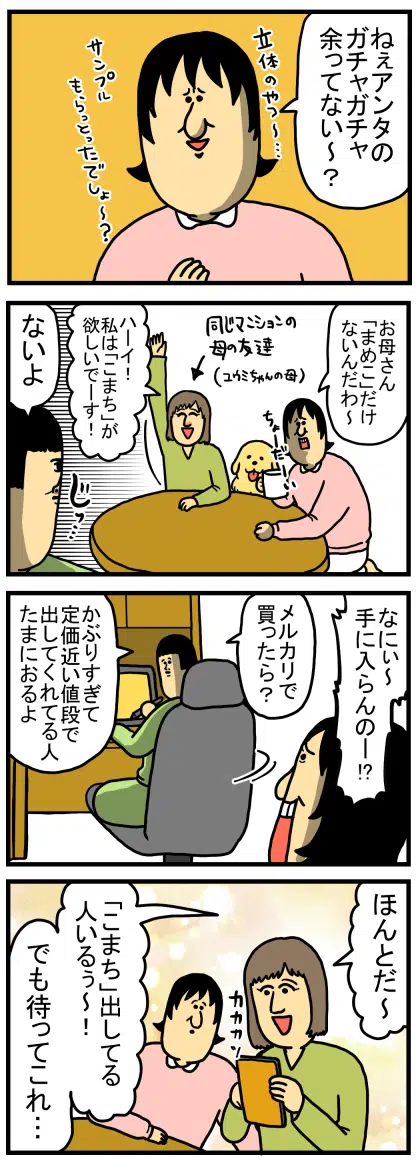 ねぇアンタの
ガチャガチャ
余ってない〜？
立体のやつ〜…
サンプル
もらっとったでしょ〜？
お母さん
「まめこ」だけ
ないんだわ〜
ちょーだーい
同じマンションの
母の友達
(ユウミちゃんの母)
ハーイ！
私は「こまち」が
欲しいでーす！
ないよ
じっ…
なにぃ〜
手に入らんのー!?
メルカリで
買ったら？
かぶりすぎて
定価近い値段で
出してくれてる人
たまにおるよ
ほんとだ〜
カカカン
「こまち」出してる
人いるぅ〜！
でも待ってこれ…